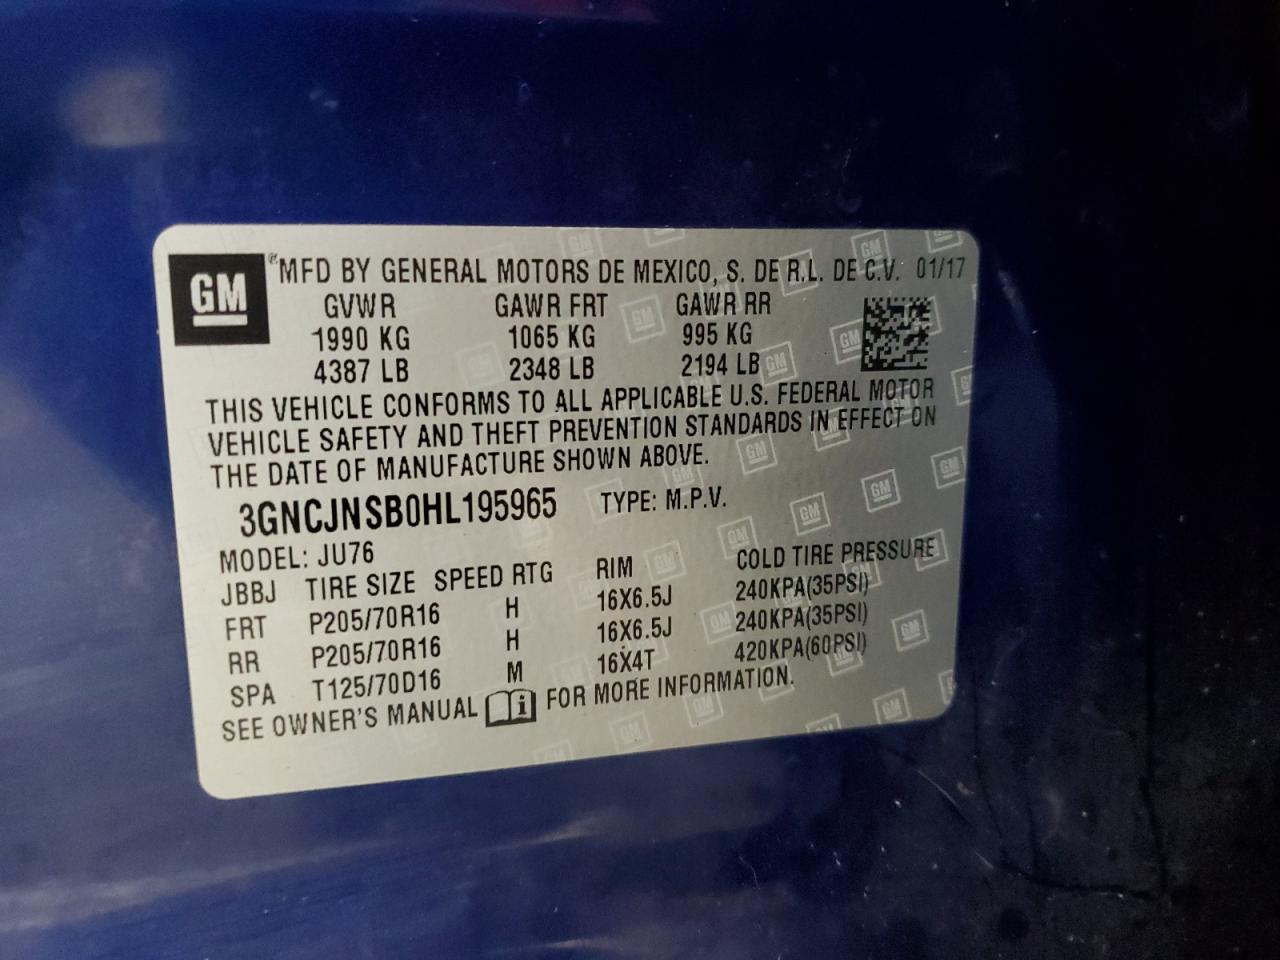 GM ® MFD BY GENERAL MOTORS DE MEXICO, S. DE R.L. DE C.V. 01/17
GVWR GAWR FRT GAWR RR
1990 KG 1065 KG 995 KG
4387 LB 2348 LB 2194 LB
THIS VEHICLE CONFORMS TO ALL APPLICABLE U.S. FEDERAL MOTOR
VEHICLE SAFETY AND THEFT PREVENTION STANDARDS IN EFFECT ON
THE DATE OF MANUFACTURE SHOWN ABOVE.
3GNCJNSB0HL195965 TYPE: M.P.V.
MODEL: JU76
JBBJ TIRE SIZE SPEED RTG RIM COLD TIRE PRESSURE
FRT P205/70R16 H 16X6.5J 240KPA(35PSI)
RR P205/70R16 H 16X6.5J 240KPA(35PSI)
SPA T125/70D16 M 16X4T 420KPA(60PSI)
SEE OWNER'S MANUAL i FOR MORE INFORMATION.